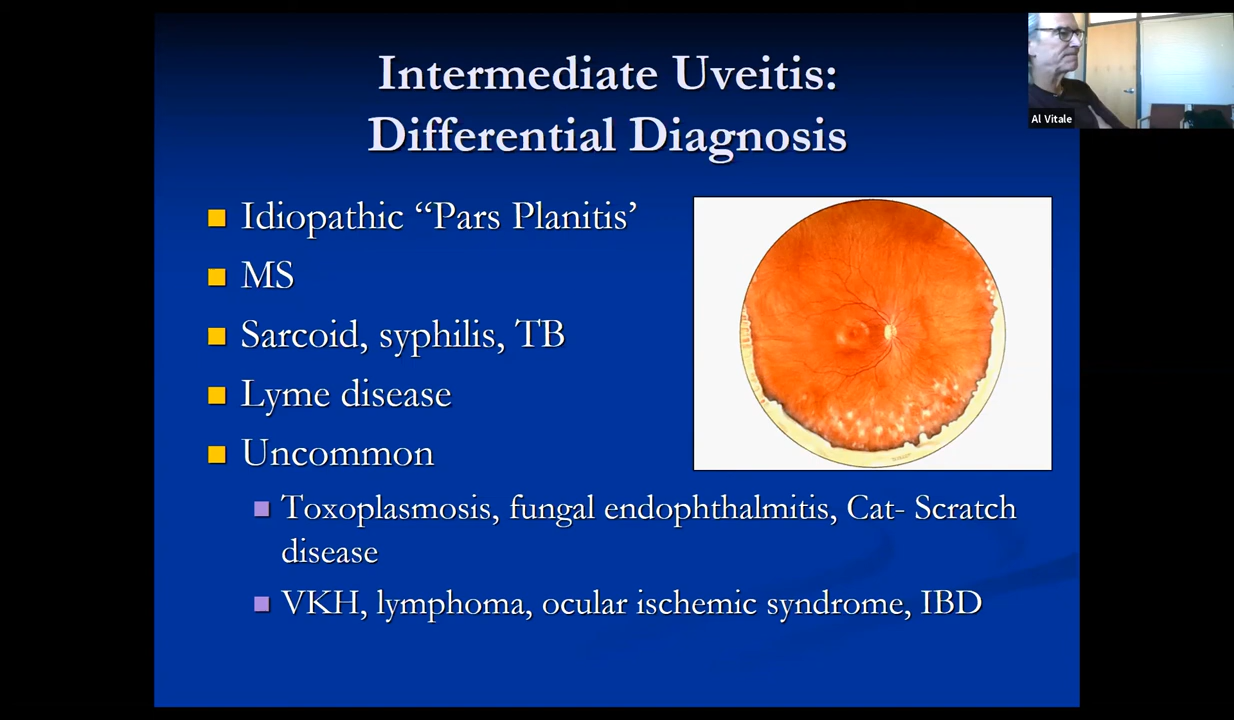 Intermediate Uveitis:
Differential Diagnosis
Al Vitale
Idiopathic “Pars Planitis’
MS
Sarcoid, syphilis, TB
Lyme disease
Uncommon
Toxoplasmosis, fungal endophthalmitis, Cat- Scratch
disease
VKH, lymphoma, ocular ischemic syndrome, IBD